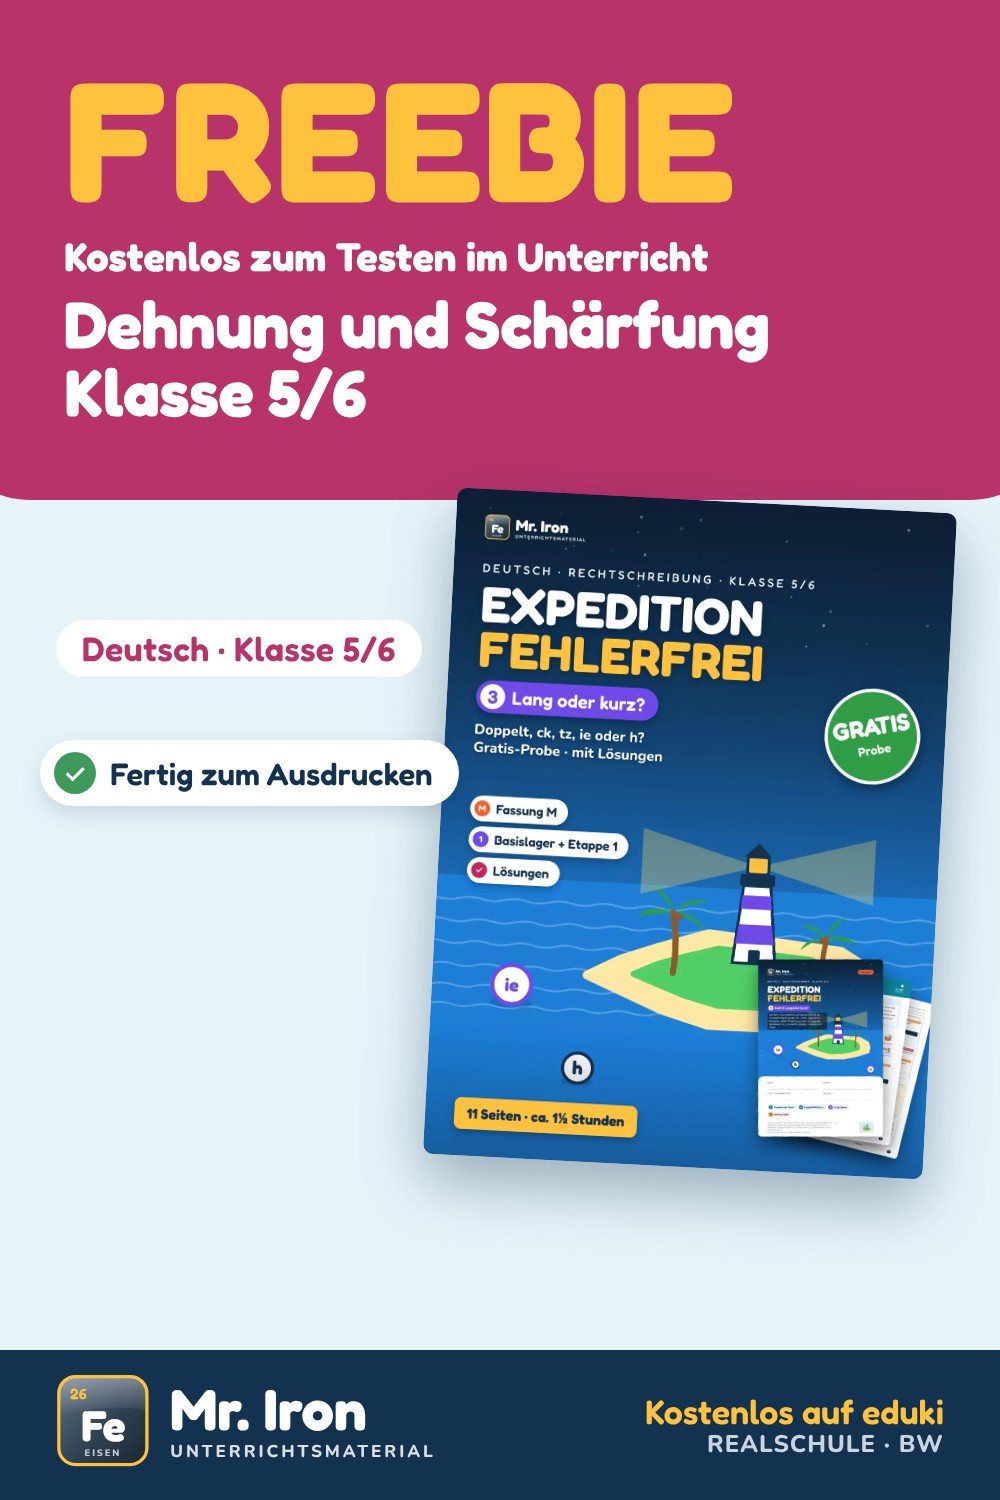 FREEBIE
Kostenlos zum Testen im Unterricht
Dehnung und Schärfung
Klasse 5/6
Deutsch · Klasse 5/6
Fertig zum Ausdrucken
Fe
Mr. Iron
UNTERRICHTSMATERIAL
DEUTSCH · RECHTSCHREIBUNG · KLASSE 5/6
EXPEDITION
FEHLERFREI
3 Lang oder kurz?
Doppelt, ck, tz, ie oder h?
Gratis-Probe · mit Lösungen
GRATIS
Probe
M Fassung M
1 Basislager + Etappe 1
Lösungen
ie
h
11 Seiten · ca. 1½ Stunden
Mr. Iron
EXPEDITION
FEHLERFREI
26
Fe
EISEN
Mr. Iron
UNTERRICHTSMATERIAL
Kostenlos auf eduki
REALSCHULE · BW